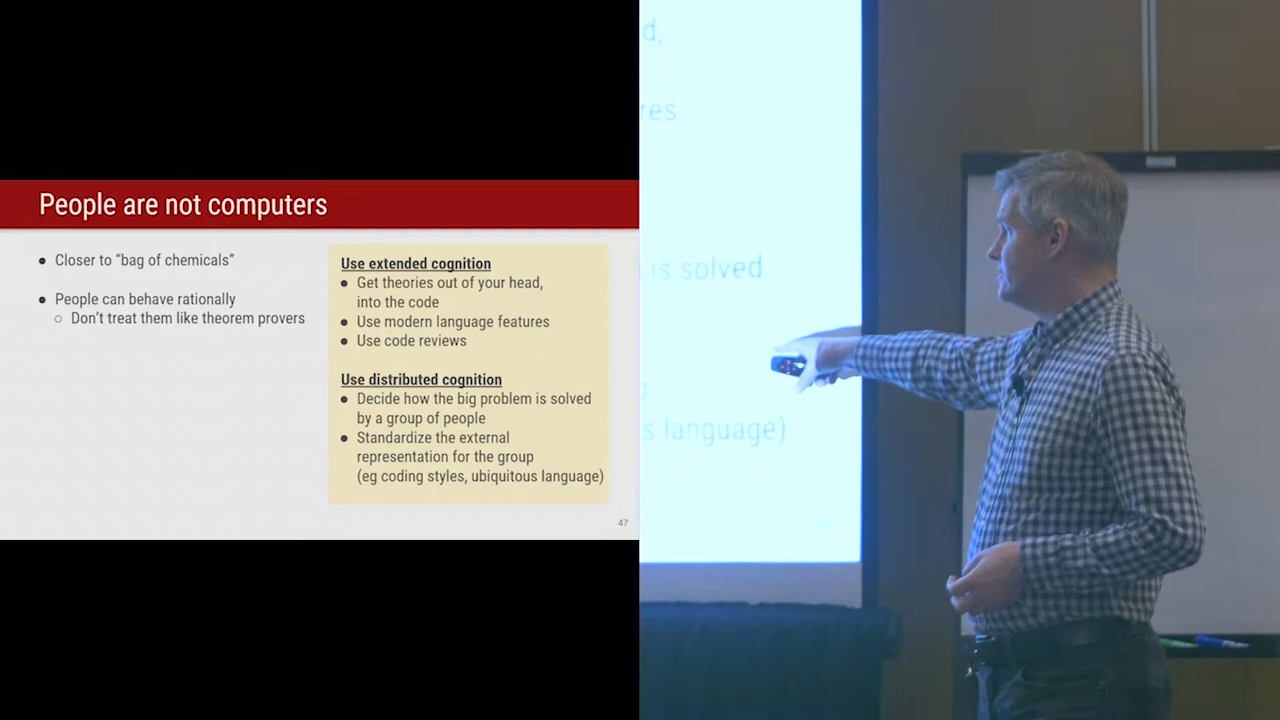 People are not computers
● Closer to “bag of chemicals”
● People can behave rationally
○ Don’t treat them like theorem provers
Use extended cognition
● Get theories out of your head,
into the code
● Use modern language features
● Use code reviews
Use distributed cognition
● Decide how the big problem is solved
by a group of people
● Standardize the external
representation for the group
(eg coding styles, ubiquitous language)
47
d,
res
is solved
s language)